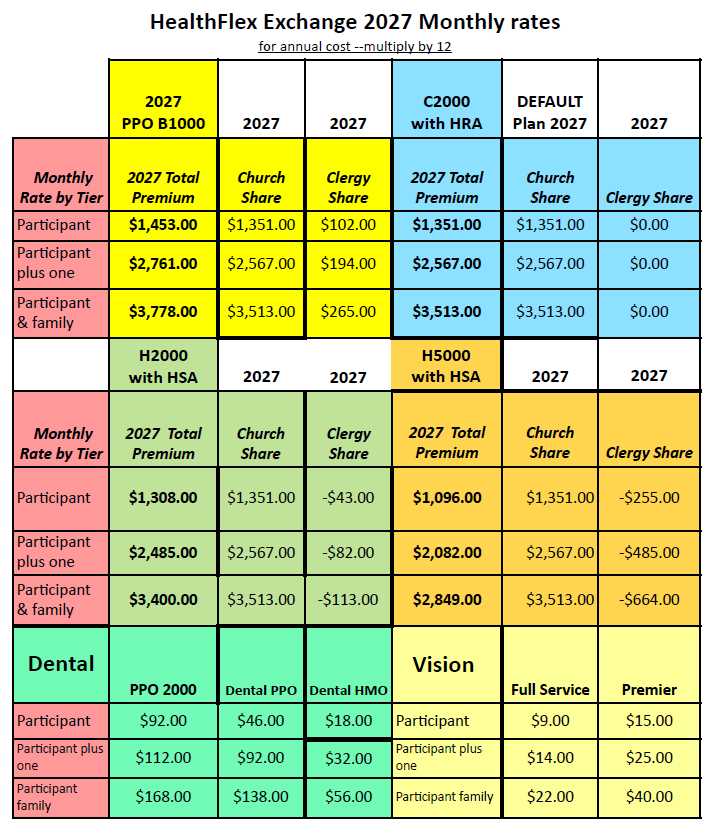 HealthFlex Exchange 2027 Monthly rates
for annual cost --multiply by 12
2027
PPO B1000
2027
2027
C2000
with HRA
DEFAULT
Plan 2027
2027
Monthly
Rate by Tier
2027 Total
Premium
Church
Share
Clergy
Share
2027 Total
Premium
Church
Share
Clergy Share
Participant $1,453.00 $1,351.00 $102.00 $1,351.00 $1,351.00 $0.00
Participant
plus one
$2,761.00 $2,567.00 $194.00 $2,567.00 $2,567.00 $0.00
Participant
& family
$3,778.00 $3,513.00 $265.00 $3,513.00 $3,513.00 $0.00
H2000
with HSA
2027
2027
H5000
with HSA
2027
2027
Monthly
Rate by Tier
2027 Total
Premium
Church
Share
Clergy
Share
2027 Total
Premium
Church
Share
Clergy Share
Participant $1,308.00 $1,351.00 -$43.00 $1,096.00 $1,351.00 -$255.00
Participant
plus one
$2,485.00 $2,567.00 -$82.00 $2,082.00 $2,567.00 -$485.00
Participant
& family
$3,400.00 $3,513.00 -$113.00 $2,849.00 $3,513.00 -$664.00
Dental
PPO 2000
Dental PPO
Dental HMO
Vision
Full Service
Premier
Participant $92.00 $46.00 $18.00 Participant $9.00 $15.00
Participant plus
one
$112.00 $92.00 $32.00
Participant plus
one
$14.00 $25.00
Participant
family
$168.00 $138.00 $56.00 Participant family $22.00 $40.00